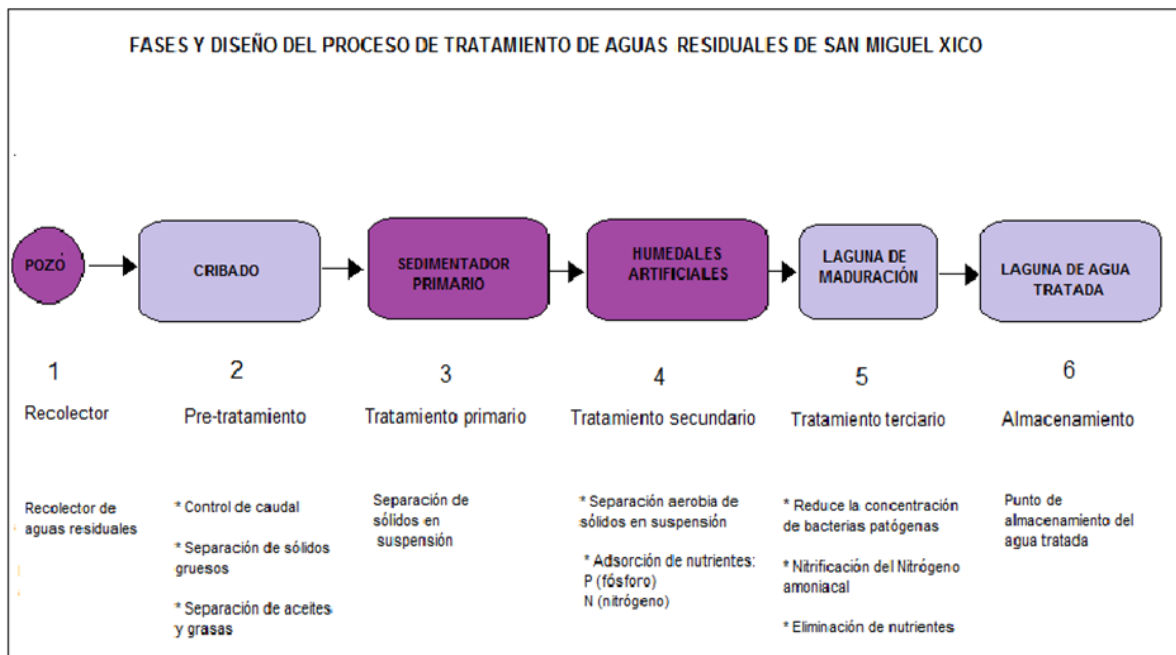 FASES Y DISEÑO DEL PROCESO DE TRATAMIENTO DE AGUAS RESIDUALES DE SAN MIGUEL XICO
POZÓ
CRIBADO
SEDIMENTADOR
PRIMARIO
HUMEDALES
ARTIFICIALES
LAGUNA DE
MADURACIÓN
LAGUNA DE AGUA
TRATADA
1
2
3
4
5
6
Recolector
Pre-tratamiento
Tratamiento primario
Tratamiento secundario
Tratamiento terciario
Almacenamiento
Recolector de
aguas residuales
* Control de caudal
* Separación de sólidos
gruesos
* Separación de aceites
y grasas
Separación de
sólidos en
suspensión
* Separación aerobia de
sólidos en suspensión
* Adsorción de nutrientes:
P (fósforo)
N (nitrógeno)
* Reduce la concentración
de bacterias patógenas
* Nitrificación del Nitrógeno
amoniacal
* Eliminación de nutrientes
Punto de
almacenamiento del
agua tratada